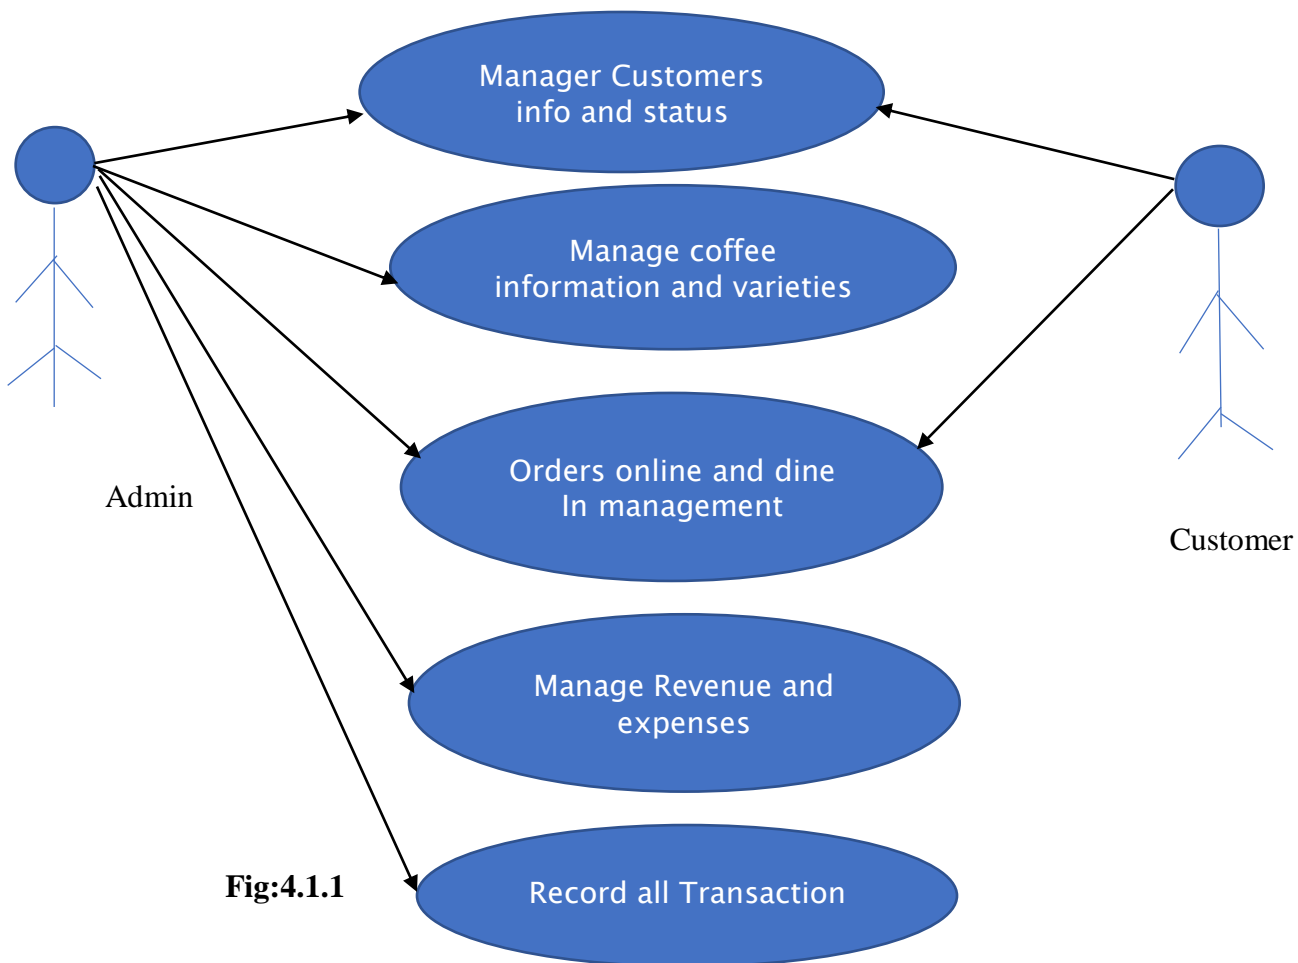 Manager Customers
info and status
Manage coffee
information and varieties
Orders online and dine
In management
Admin
Customer
Manage Revenue and
expenses
Fig:4.1.1
Record all Transaction